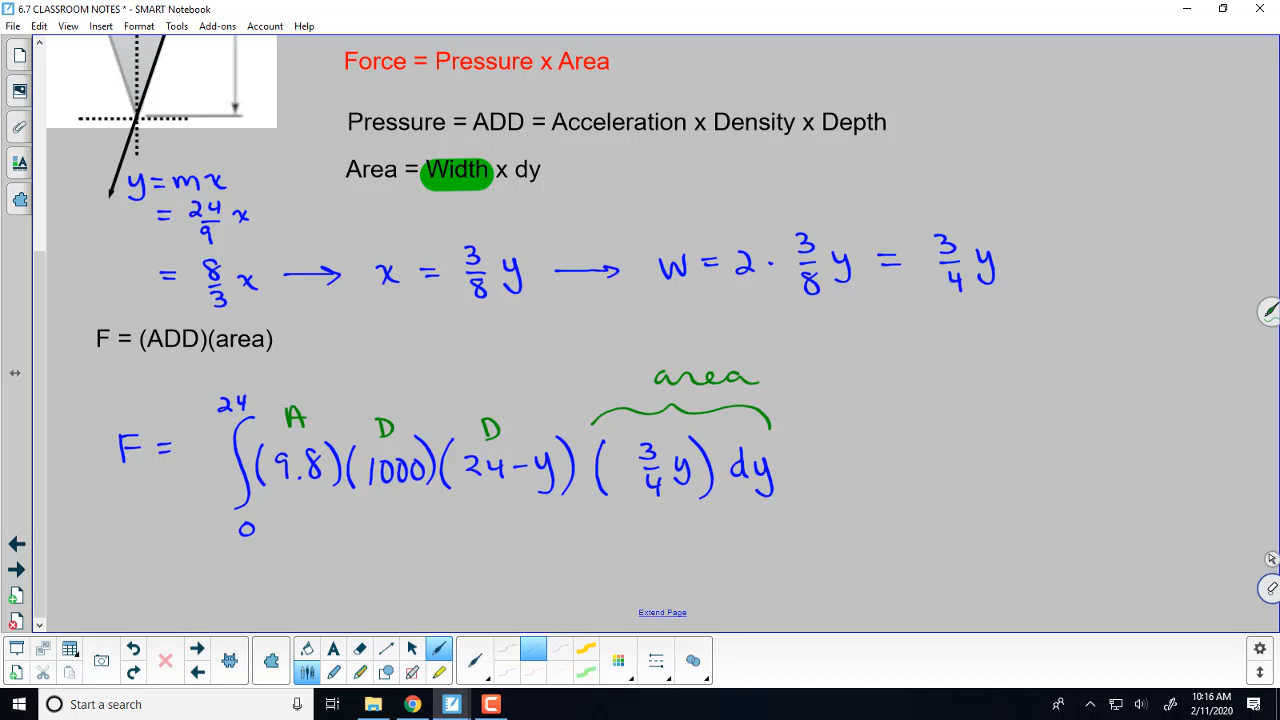 6.7 CLASSROOM NOTES * - SMART Notebook
File Edit View Insert Format Tools Add-ons Account Help
Force = Pressure x Area
Pressure = ADD = Acceleration x Density x Depth
Area = Width x dy
y = mx
= 24/9 x
= 8/3 x → x = 3/8 y → W = 2 · 3/8 y = 3/4 y
F = (ADD)(area)
area
A D D
F = ∫₀²⁴ (9.8)(1000)(24-y)(3/4 y) dy
Extend Page
Start a search
10:16 AM
2/11/2020